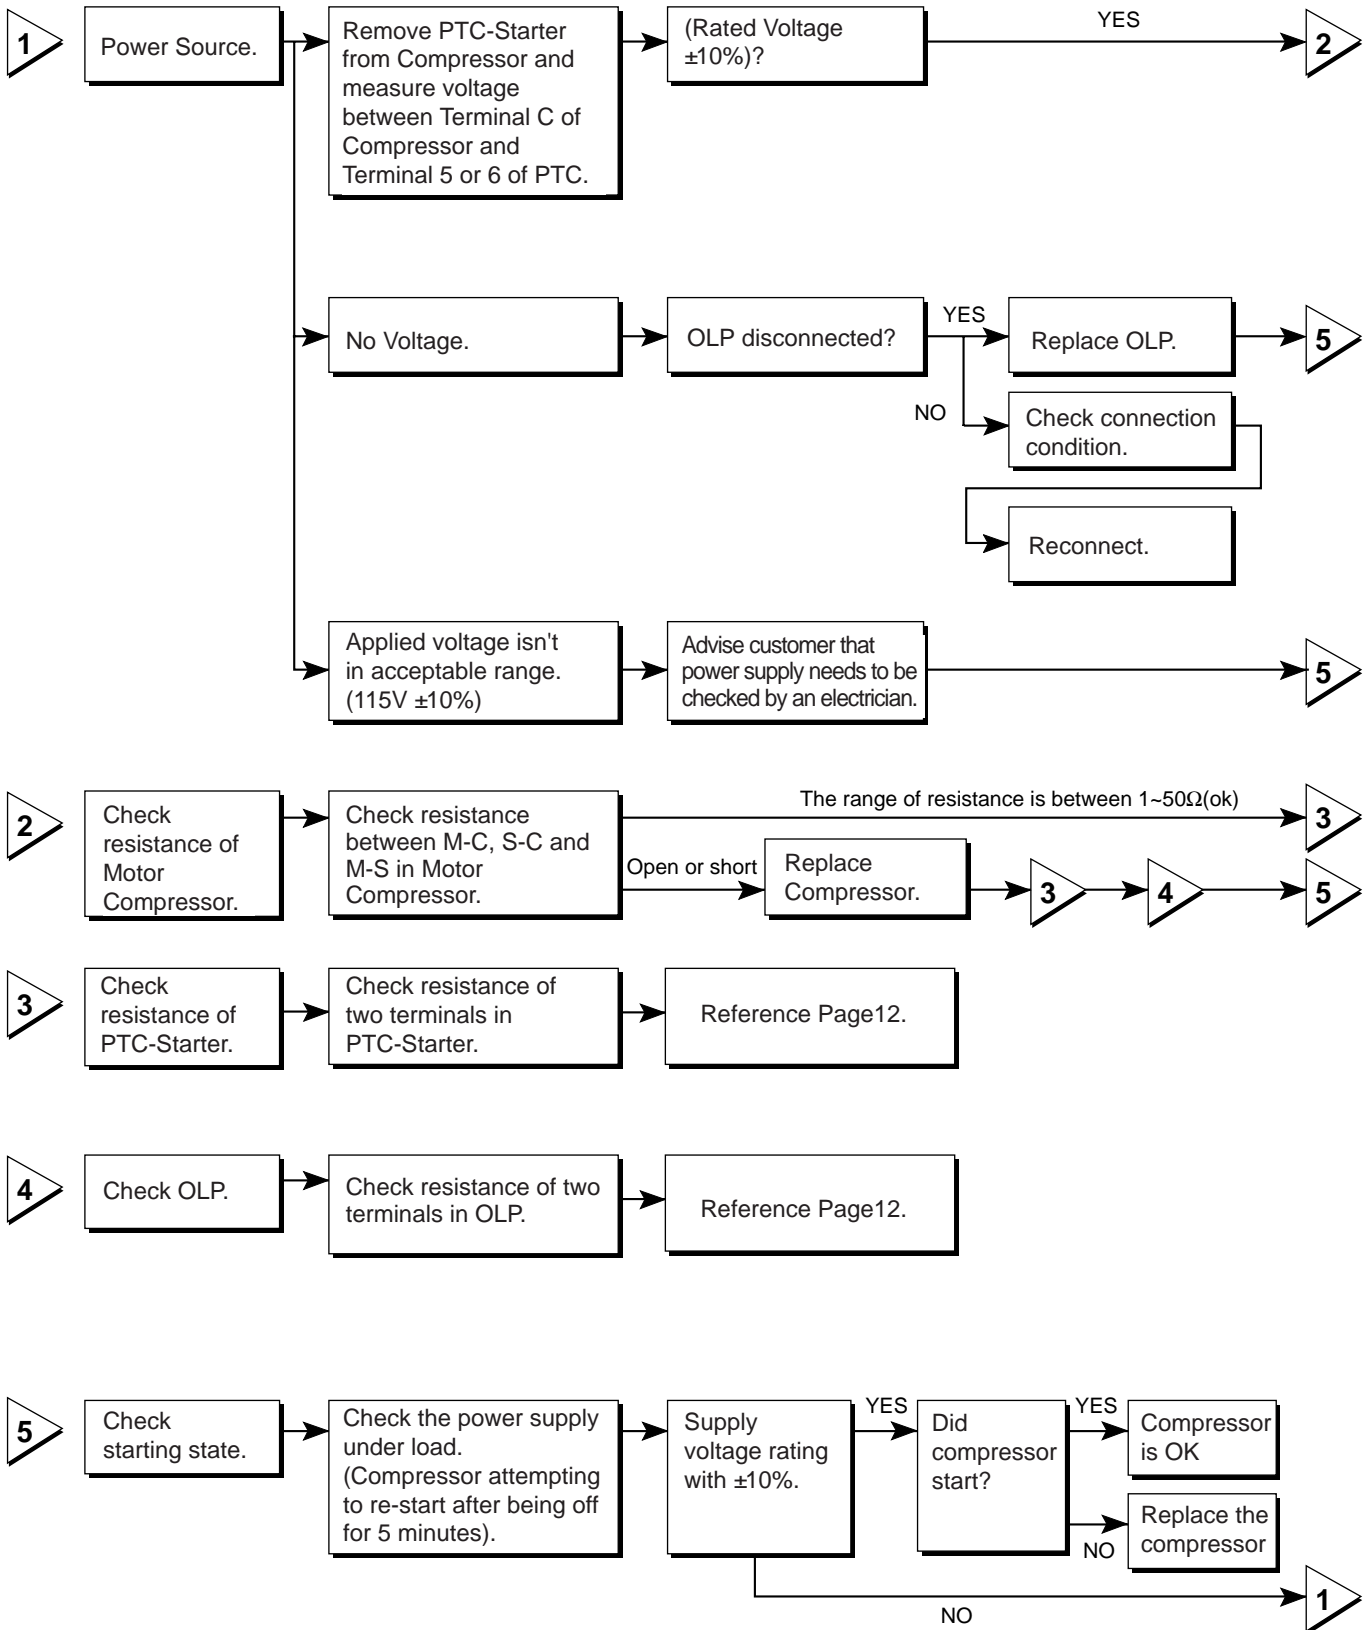 1
Power Source.
Remove PTC-Starter
from Compressor and
measure voltage
between Terminal C of
Compressor and
Terminal 5 or 6 of PTC.
(Rated Voltage
±10%)?
YES
2
No Voltage.
OLP disconnected?
YES
Replace OLP.
5
NO
Check connection
condition.
Reconnect.
Applied voltage isn't
in acceptable range.
(115V ±10%)
Advise customer that
power supply needs to be
checked by an electrician.
5
2
Check
resistance of
Motor
Compressor.
Check resistance
between M-C, S-C and
M-S in Motor
Compressor.
The range of resistance is between 1~50Ω(ok)
3
Open or short
Replace
Compressor.
3
4
5
3
Check
resistance of
PTC-Starter.
Check resistance of
two terminals in
PTC-Starter.
Reference Page12.
4
Check OLP.
Check resistance of two
terminals in OLP.
Reference Page12.
5
Check
starting state.
Check the power supply
under load.
(Compressor attempting
to re-start after being off
for 5 minutes).
Supply
voltage rating
with ±10%.
YES
Did
compressor
start?
YES
Compressor
is OK
NO
Replace the
compressor
NO
1